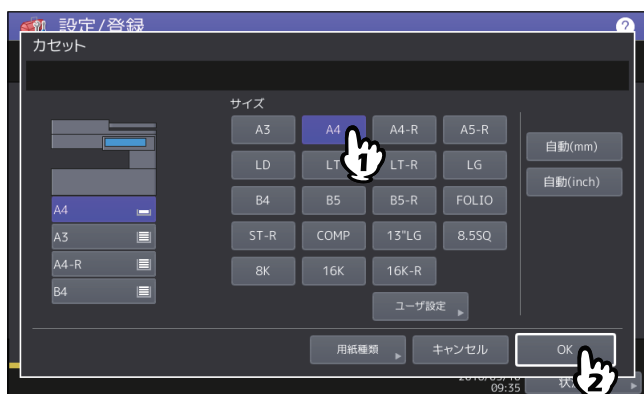 設定/登録
?
カセット
サイズ
A3 A4 A4-R A5-R
自動(mm)
LD LT LT-R LG
自動(inch)
B4 B5 B5-R FOLIO
A4
A3
ST-R COMP 13"LG 8.5SQ
A4-R
8K 16K 16K-R
B4
ユーザ設定
用紙種類 キャンセル OK
1
2
09:35